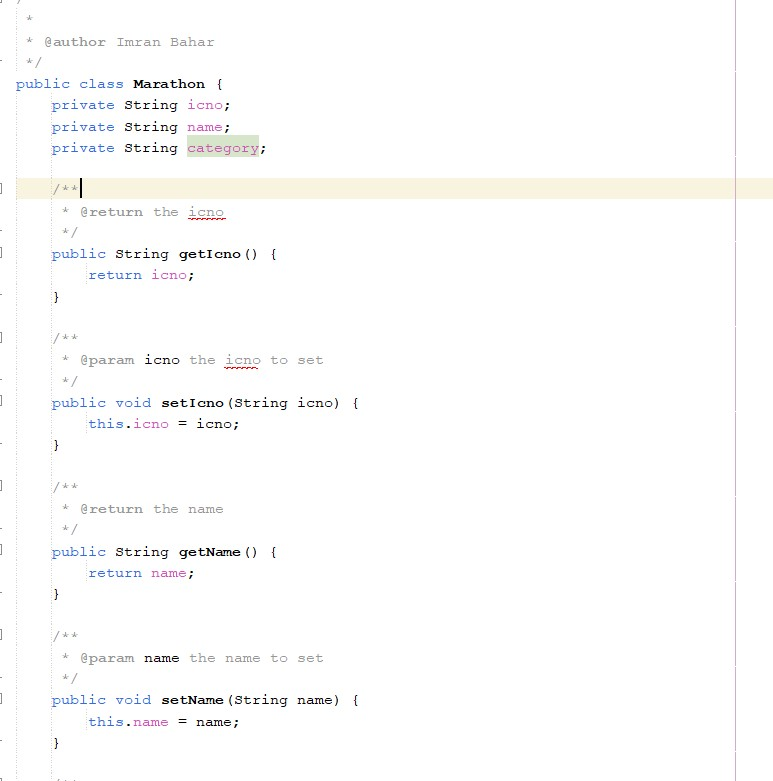 *
* @author Imran Bahar
*/
public class Marathon {
private String icno;
private String name;
private String category;
/**
* @return the icno
*/
public String getIcno() {
return icno;
}
/**
* @param icno the icno to set
*/
public void setIcno(String icno) {
this.icno = icno;
}
/**
* @return the name
*/
public String getName() {
return name;
}
/**
* @param name the name to set
*/
public void setName(String name) {
this.name = name;
}